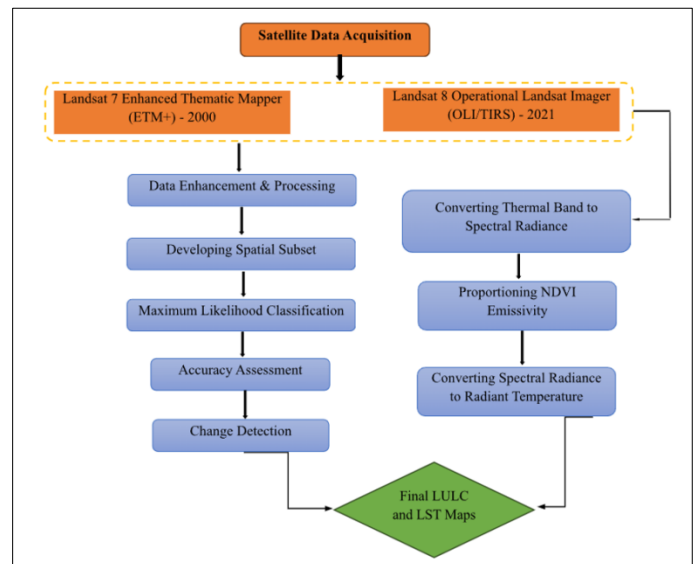 Satellite Data Acquisition
Landsat 7 Enhanced Thematic Mapper
(ETM+) - 2000
Landsat 8 Operational Landsat Imager
(OLI/TIRS) - 2021
Data Enhancement & Processing
Developing Spatial Subset
Maximum Likelihood Classification
Accuracy Assessment
Change Detection
Converting Thermal Band to
Spectral Radiance
Proportioning NDVI
Emissivity
Converting Spectral Radiance
to Radiant Temperature
Final LULC
and LST Maps